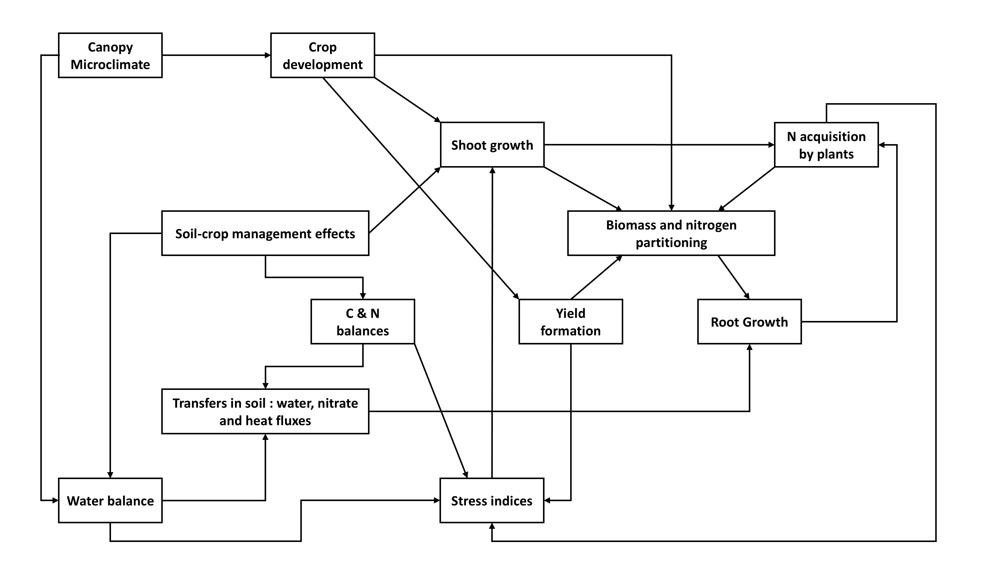 Canopy
Microclimate
Crop
development
Shoot growth
N acquisition
by plants
Soil-crop management effects
Biomass and nitrogen
partitioning
C & N
balances
Yield
formation
Root Growth
Transfers in soil : water, nitrate
and heat fluxes
Water balance
Stress indices